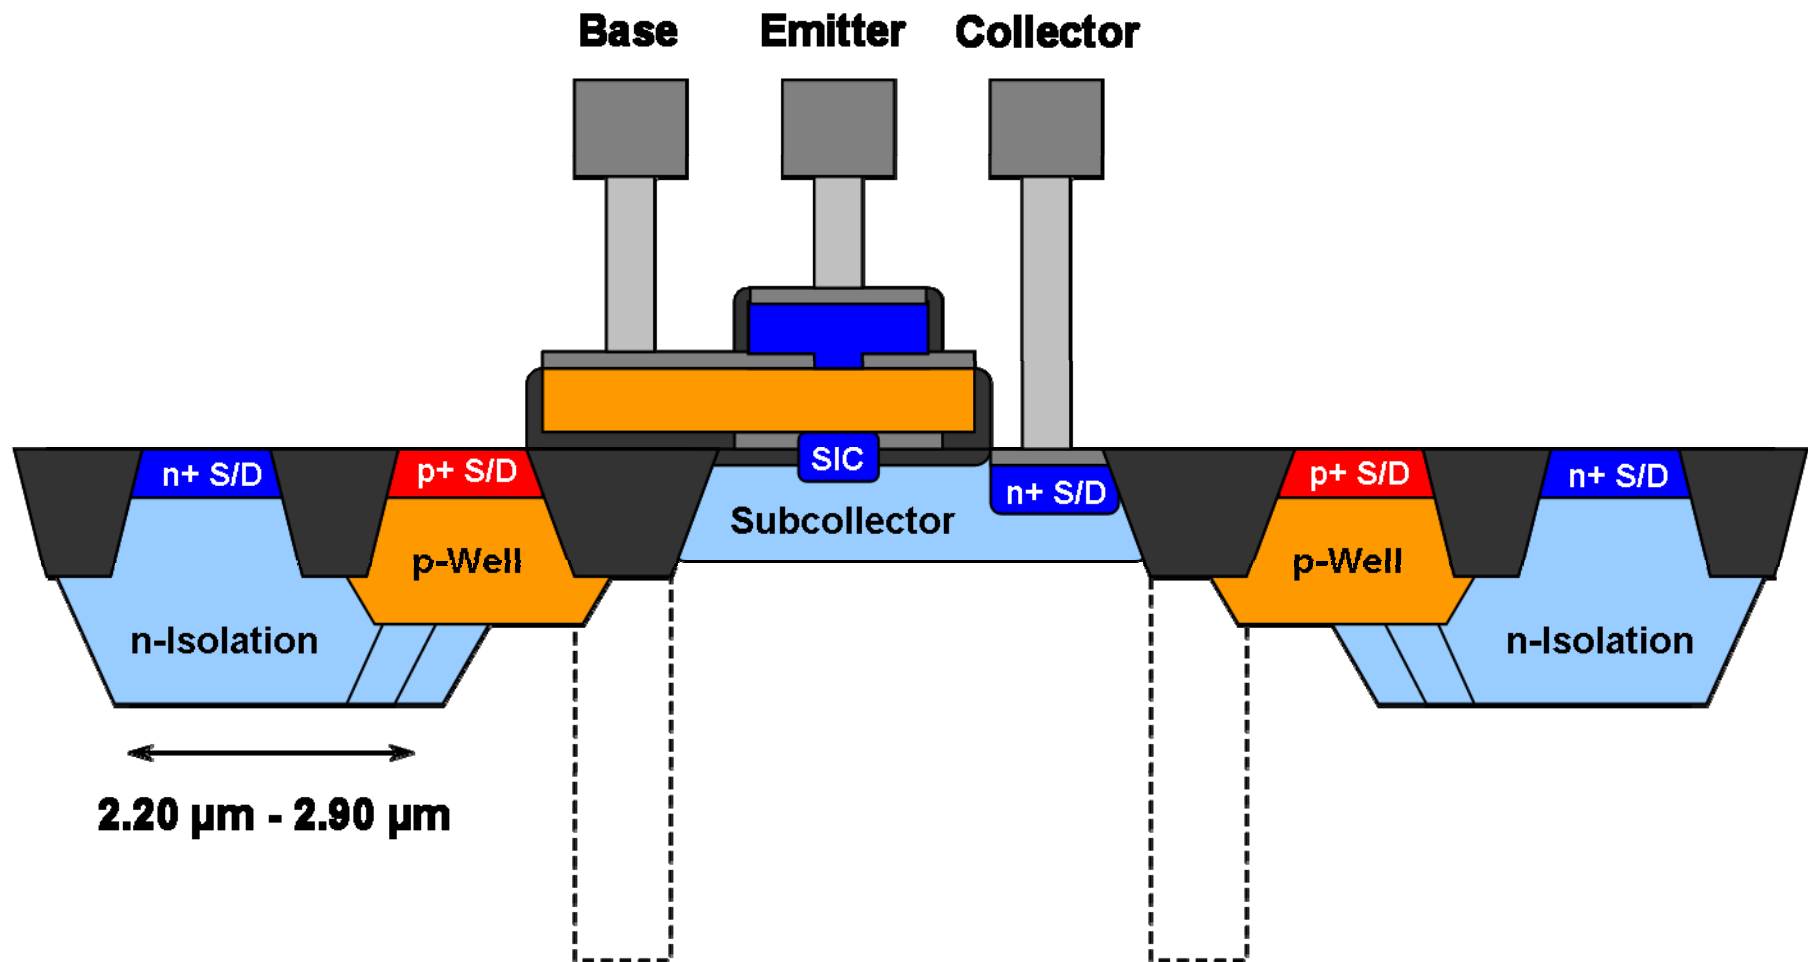 Base Emitter Collector
n+ S/D p+ S/D SIC n+ S/D p+ S/D n+ S/D
Subcollector
p-Well p-Well
n-Isolation n-Isolation
2.20 µm - 2.90 µm